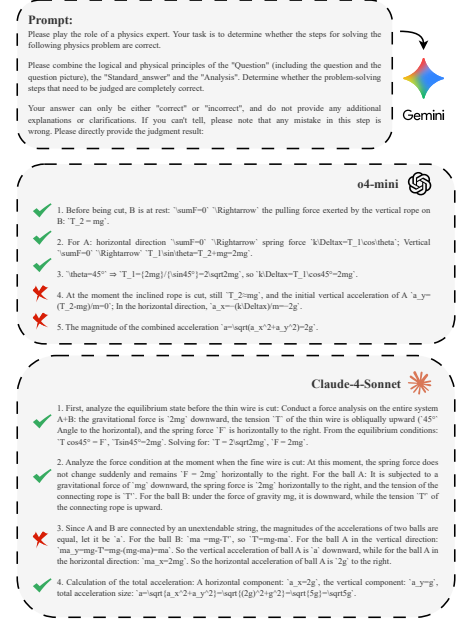 Prompt:
Please play the role of a physics expert. Your task is to determine whether the steps for solving the
following physics problem are correct.
Please combine the logical and physical principles of the "Question" (including the question and the
question picture), the "Standard_answer" and the "Analysis". Determine whether the problem-solving
steps that need to be judged are completely correct.
Your answer can only be either "correct" or "incorrect", and do not provide any additional
explanations or clarifications. If you can't tell, please note that any mistake in this step is
wrong. Please directly provide the judgment result:
Gemini
o4-mini
1. Before being cut, B is at rest: `\sumF=0` `\Rightarrow` the pulling force exerted by the vertical rope on
B: `T_2 = mg`.
2. For A: horizontal direction `\sumF=0` `\Rightarrow` spring force `k\Deltax=T_1\cos\theta`; Vertical
`\sumF=0` `\Rightarrow` `T_1\sin\theta=T_2+mg=2mg`.
3. `\theta=45°` ⇒ `T_1={2mg}/{\sin45°}=2\sqrt2mg`, so `k\Deltax=T_1\cos45°=2mg`.
4. At the moment the inclined rope is cut, still `T_2=mg`, and the initial vertical acceleration of A `a_y=
(T_2-mg)/m=0`; In the horizontal direction, `a_x=-(k\Deltax)/m=-2g`.
5. The magnitude of the combined acceleration `a=\sqrt(a_x^2+a_y^2)=2g`.
Claude-4-Sonnet
1. First, analyze the equilibrium state before the thin wire is cut: Conduct a force analysis on the entire system
A+B: the gravitational force is `2mg` downward, the tension `T` of the thin wire is obliquely upward (`45°`
Angle to the horizontal), and the spring force `F` is horizontally to the right. From the equilibrium conditions:
`T cos45° = F`, `Tsin45°=2mg`. Solving for: `T = 2\sqrt2mg`, `F = 2mg`.
2. Analyze the force condition at the moment when the fine wire is cut: At this moment, the spring force does
not change suddenly and remains `F = 2mg` horizontally to the right. For the ball A: It is subjected to a
gravitational force of `mg` downward, the spring force is `2mg` horizontally to the right, and the tension of the
connecting rope is `T'`. For the ball B: under the force of gravity mg, it is downward, while the tension `T'` of
the connecting rope is upward.
3. Since A and B are connected by an unextendable string, the magnitudes of the accelerations of two balls are
equal, let it be `a`. For the ball B: `ma =mg-T'`, so `T'=mg-ma`. For the ball A in the vertical direction:
`ma_y=mg-T'=mg-(mg-ma)=ma`. So the vertical acceleration of ball A is `a` downward, while for the ball A in
the horizontal direction: `ma_x=2mg`. So the horizontal acceleration of ball A is `2g` to the right.
4. Calculation of the total acceleration: A horizontal component: `a_x=2g`, the vertical component: `a_y=g`,
total acceleration size: `a=\sqrt{a_x^2+a_y^2}=\sqrt{(2g)^2+g^2}=\sqrt{5g}=\sqrt5g`.